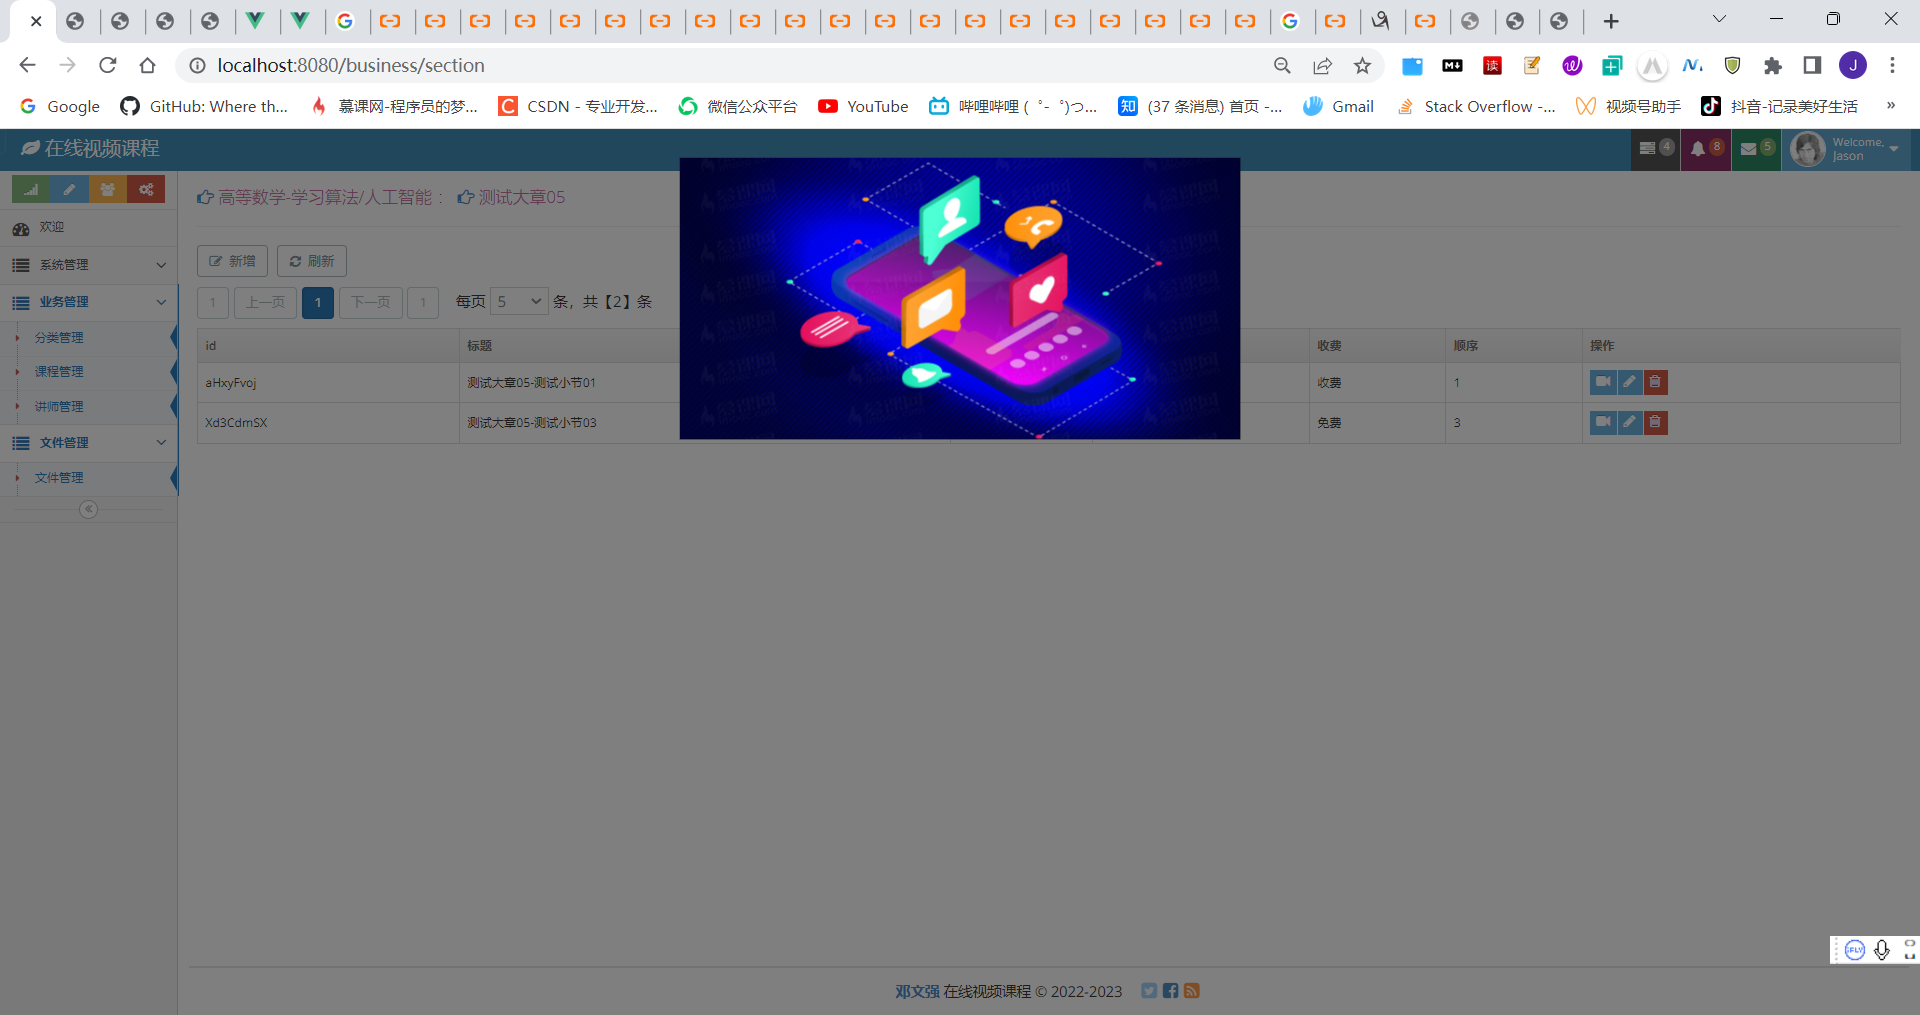 localhost:8080/business/section
Google
GitHub: Where th...
慕课网-程序员的梦...
CSDN - 专业开发...
微信公众平台
YouTube
哔哩哔哩 ( ゜- ゜)つ...
(37 条消息) 首页 -...
Gmail
Stack Overflow -...
视频号助手
抖音-记录美好生活
在线视频课程
4
8
5
Welcome,
Jason
高等数学-学习算法/人工智能 : 测试大章05
欢迎
系统管理
业务管理
分类管理
课程管理
讲师管理
文件管理
文件管理
新增
刷新
1 上一页 1 下一页 1 每页 5 条, 共【2】条
id 标题 收费 顺序 操作
aHxyFvoj 测试大章05-测试小节01 收费 1
Xd3CdmSX 测试大章05-测试小节03 免费 3
邓文强 在线视频课程 © 2022-2023